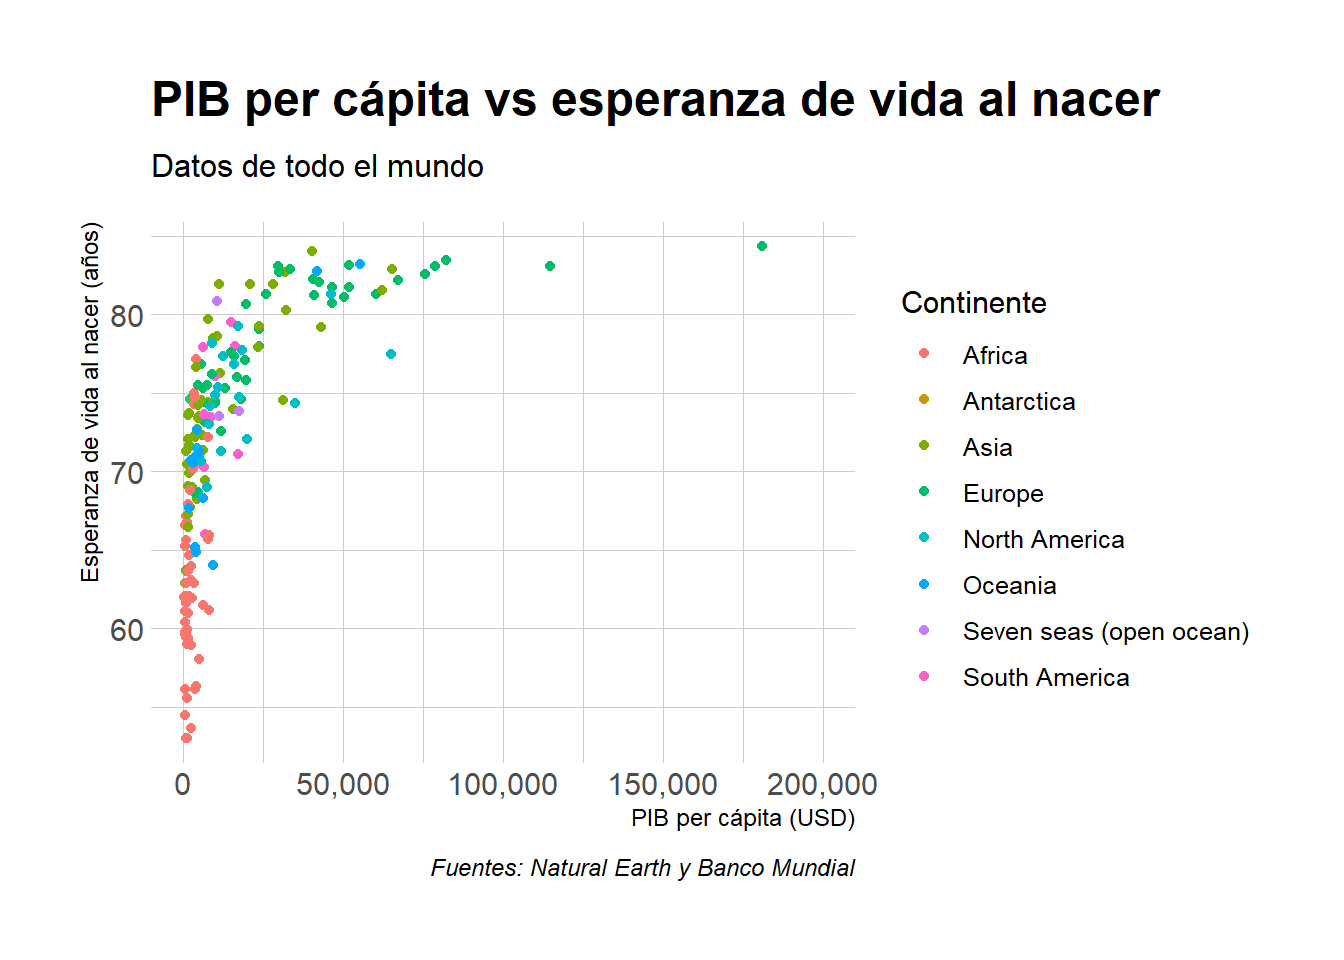 PIB per cápita vs esperanza de vida al nacer
Datos de todo el mundo
Esperanza de vida al nacer (años)
80
70
60
0 50,000 100,000 150,000 200,000
PIB per cápita (USD)
Fuentes: Natural Earth y Banco Mundial
Continente
Africa
Antarctica
Asia
Europe
North America
Oceania
Seven seas (open ocean)
South America